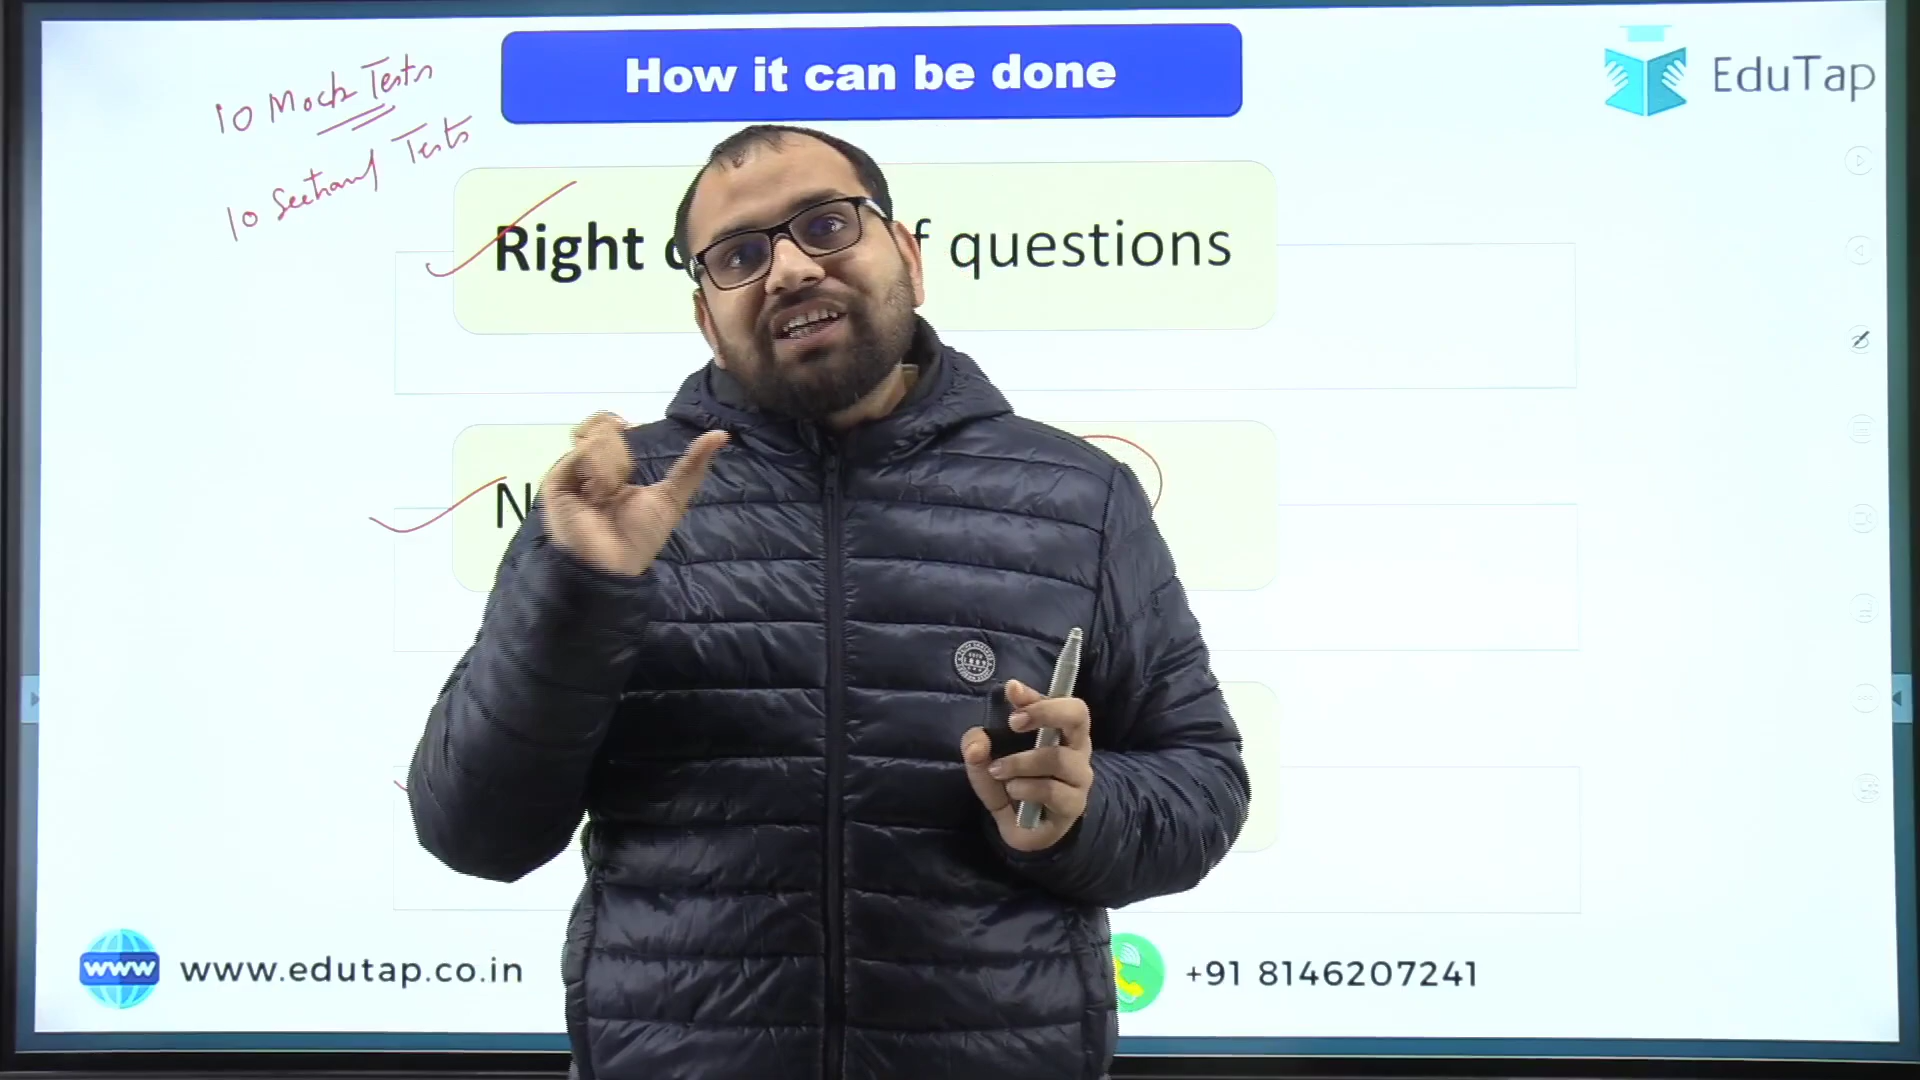 How it can be done
EduTap
10 Mock Tests
10 Sectional Tests
Right of questions
www.edutap.co.in
+91 8146207241